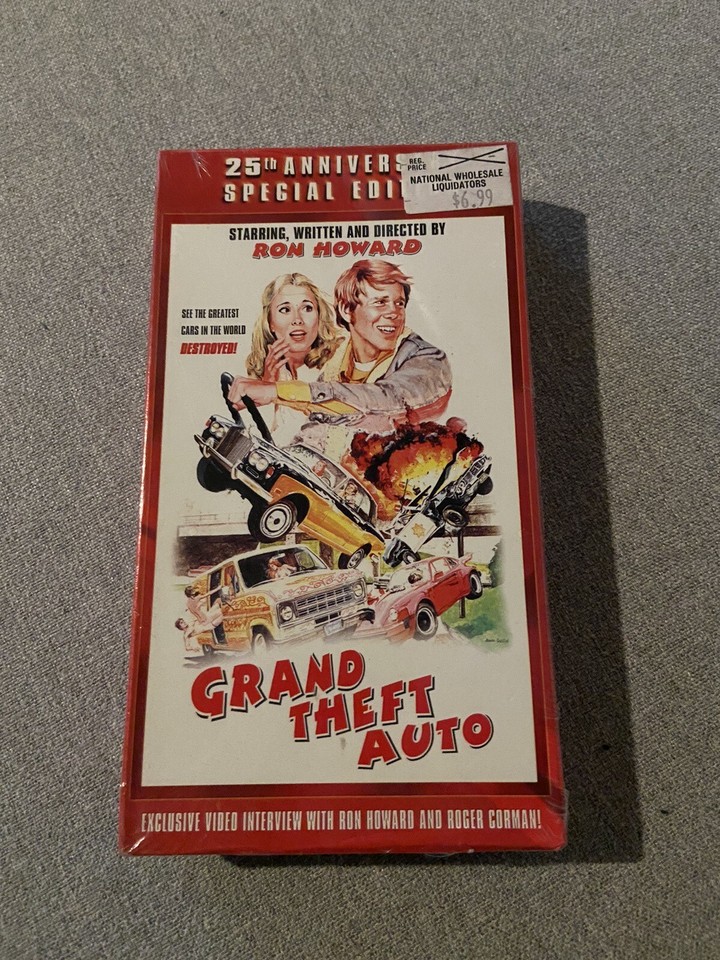 25th ANNIVERS
SPECIAL EDIT
REG.
PRICE
NATIONAL WHOLESALE
LIQUIDATORS
$6.99
STARRING, WRITTEN AND DIRECTED BY
RON HOWARD
SEE THE GREATEST
CARS IN THE WORLD
DESTROYED!
GRAND
THEFT
AUTO
EXCLUSIVE VIDEO INTERVIEW WITH RON HOWARD AND ROGER CORMAN!